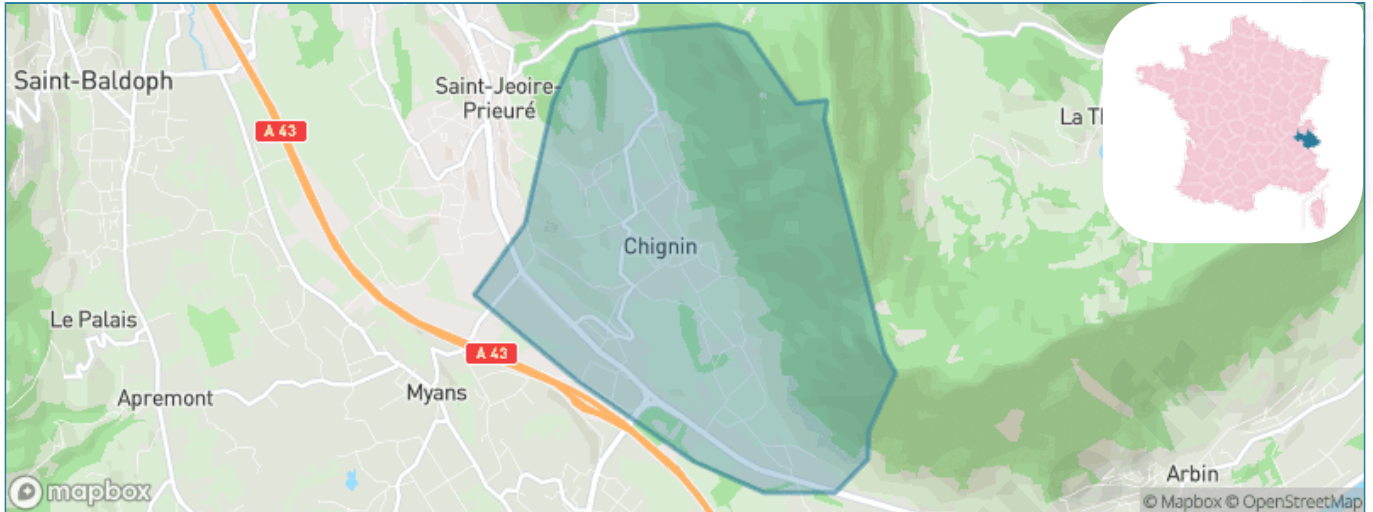 Saint-Baldoph
Saint-Jeoire-
Prieuré
A 43
Chignin
Le Palais
A 43
Apremont
Myans
Arbin
mapbox
© Mapbox © OpenStreetMap